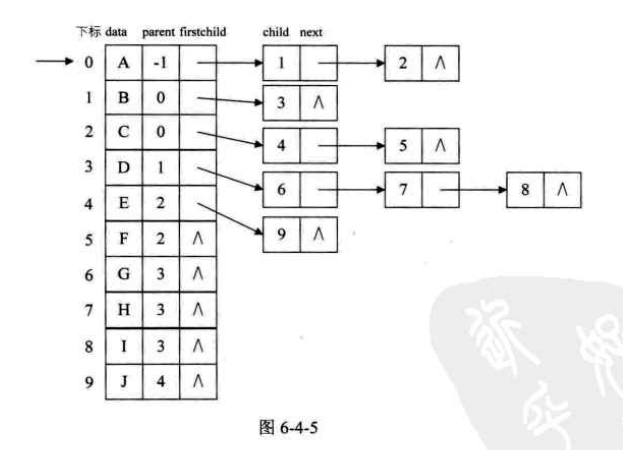 下标 data parent firstchild child next
0 A -1 1 2 Λ
1 B 0 3 Λ
2 C 0 4 5 Λ
3 D 1 6 7 8 Λ
4 E 2 9 Λ
5 F 2 Λ
6 G 3 Λ
7 H 3 Λ
8 I 3 Λ
9 J 4 Λ
图 6-4-5